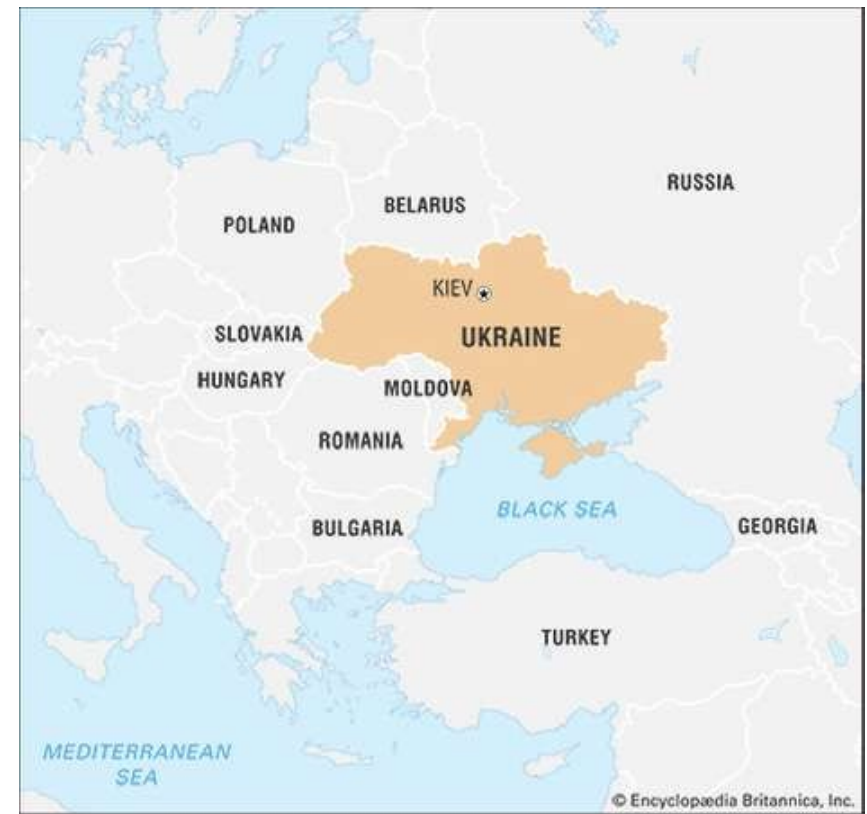 RUSSIA
BELARUS
POLAND
KIEV
UKRAINE
SLOVAKIA
HUNGARY
MOLDOVA
ROMANIA
BLACK SEA
BULGARIA
GEORGIA
TURKEY
MEDITERRANEAN
SEA
© Encyclopædia Britannica, Inc.